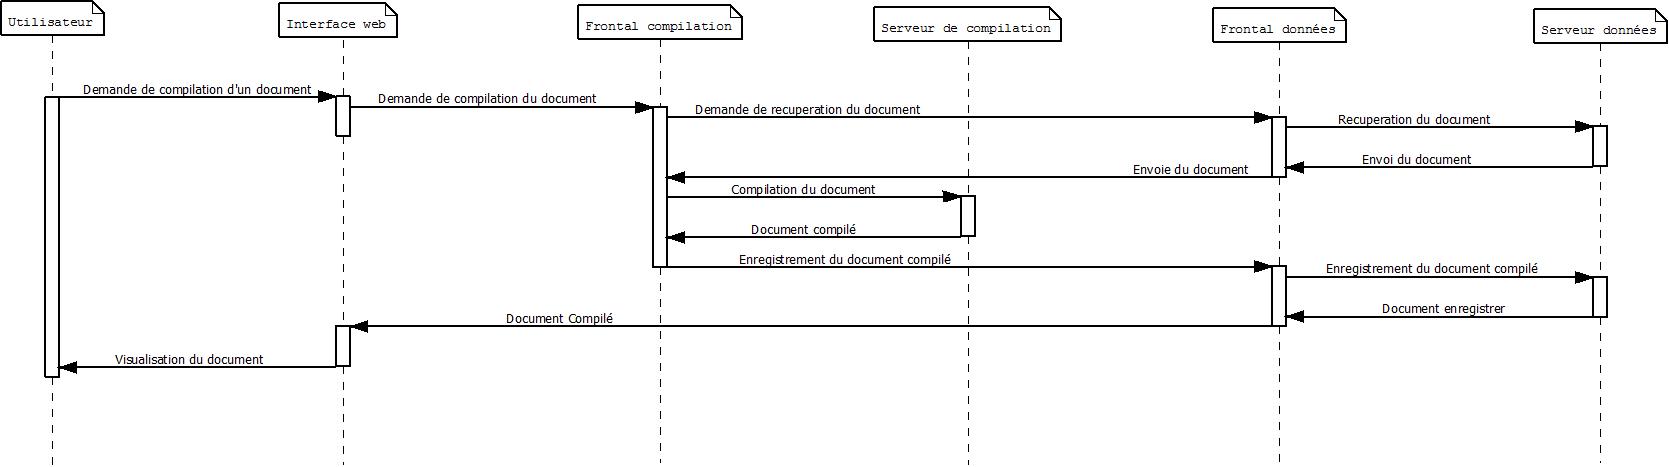 Utilisateur
Interface web
Frontal compilation
Serveur de compilation
Frontal données
Serveur données
Demande de compilation d'un document
Demande de compilation du document
Demande de recuperation du document
Recuperation du document
Envoi du document
Envoie du document
Compilation du document
Document compilé
Enregistrement du document compilé
Enregistrement du document compilé
Document enregistrer
Document Compilé
Visualisation du document